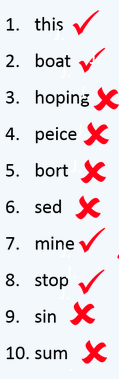 1. this
2. boat
3. hoping
4. peice
5. bort
6. sed
7. mine
8. stop
9. sin
10. sum